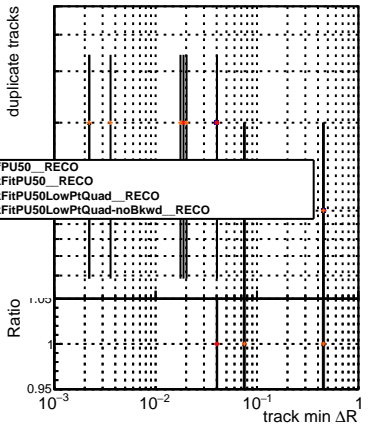 duplicate tracks
fPU50__RECO
FitPU50__RECO
FitPU50LowPtQuad__RECO
FitPU50LowPtQuad-noBkwd__RECO
Ratio
1.05
1
0.95
10−3 10−2 10−1 1
track min ΔR